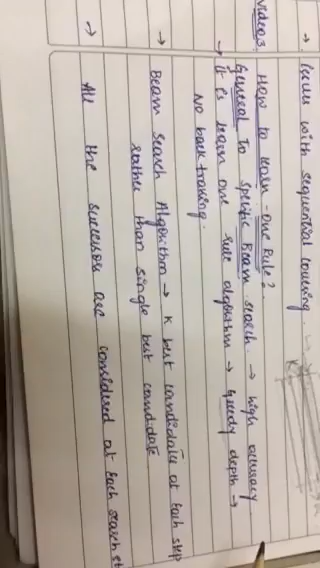 → Issues with sequential covering.
Videos.
How to learn-one Rule?
General To specific Beam search. → high accuracy
→ it is learn one rule algorithm → Greedy depth →
No back tracking.
→ Beam search Algorithm → K best candidates at Each step
rather than single best candidate
→ All the successors are considered at Each search st